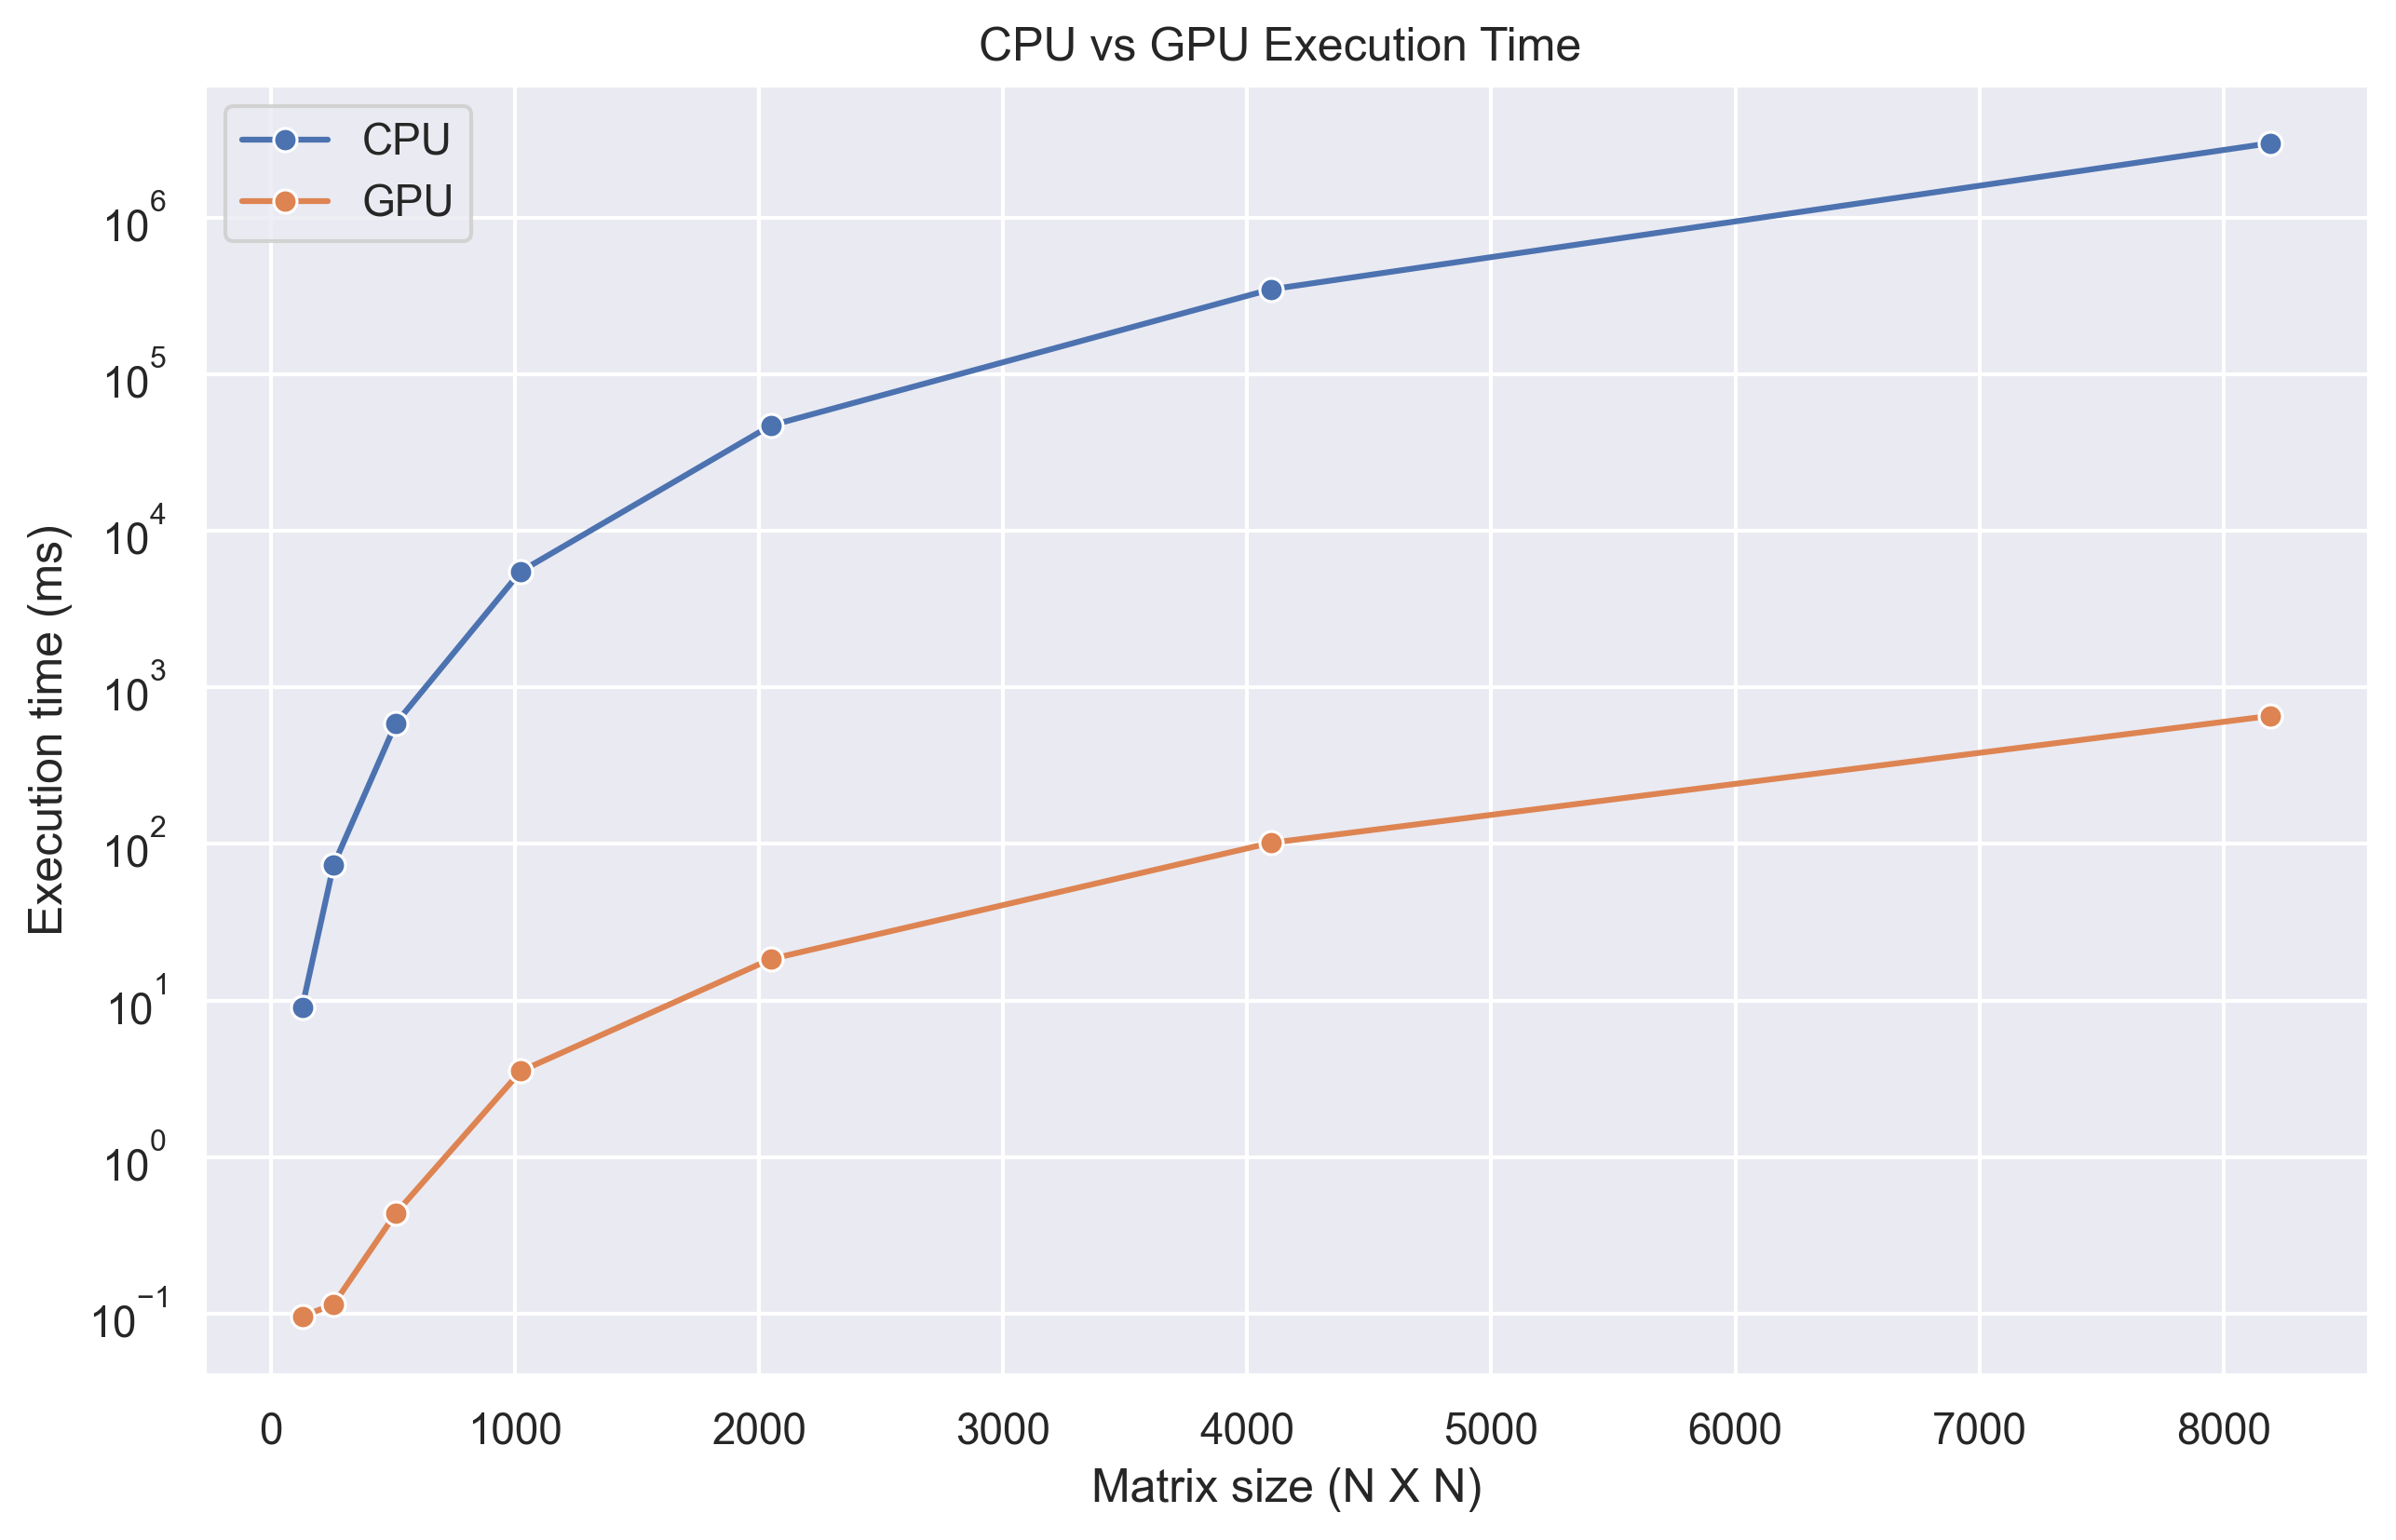 CPU vs GPU Execution Time
CPU
GPU
10^6
10^5
10^4
10^3
10^2
10^1
10^0
10^−1
Execution time (ms)
0 1000 2000 3000 4000 5000 6000 7000 8000
Matrix size (N X N)